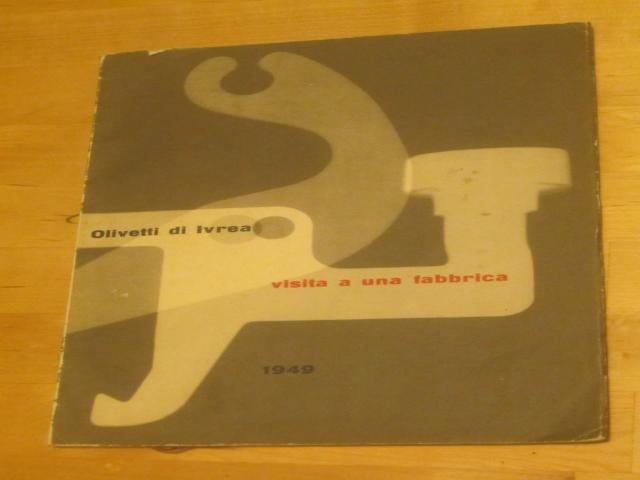 Olivetti di Ivrea
visita a una fabbrica
1949